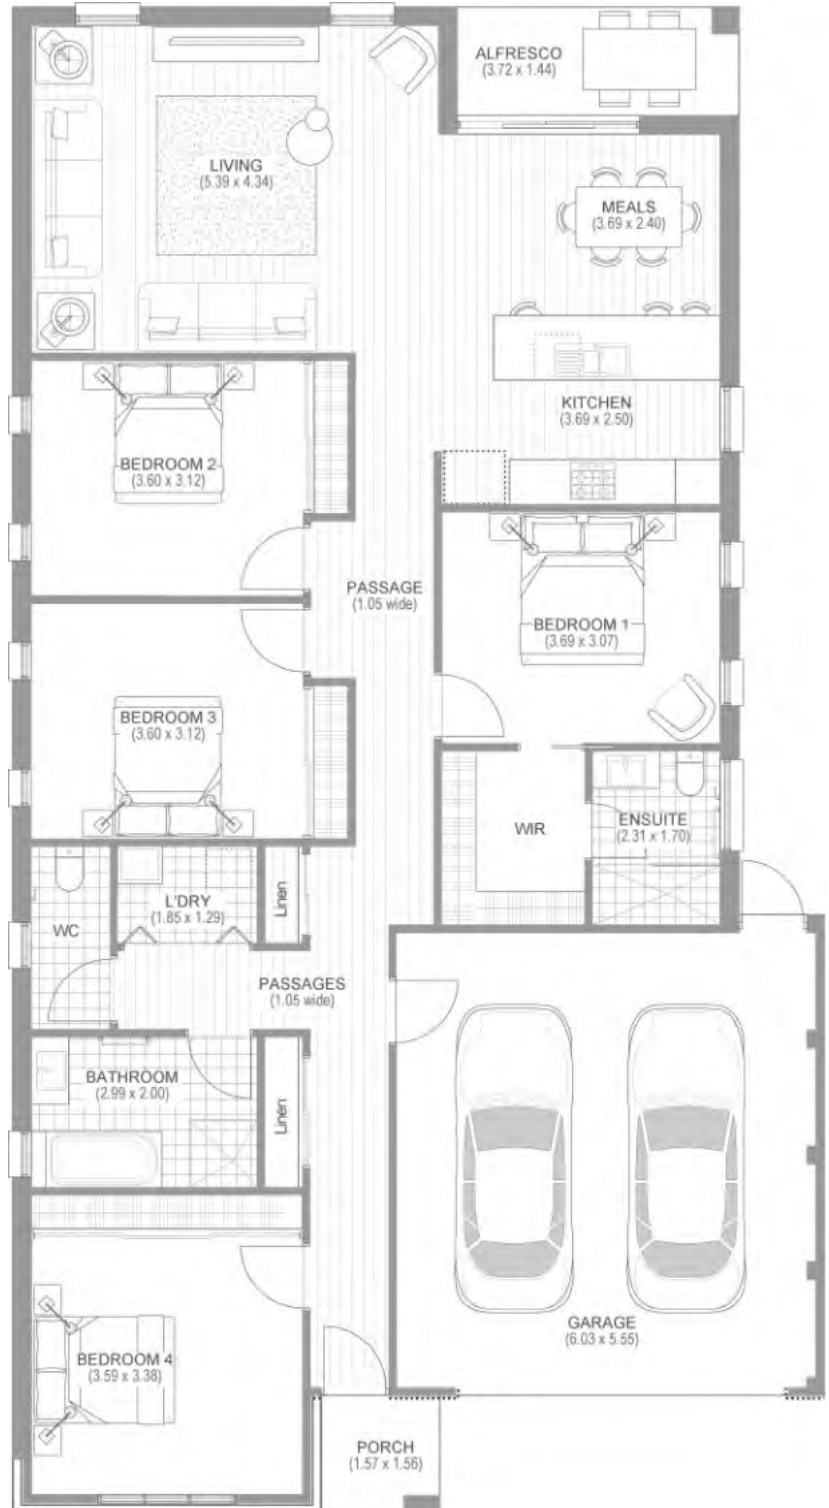 ALFRESCO
(3.72 x 1.44)
LIVING
(5.39 x 4.34)
MEALS
(3.69 x 2.40)
KITCHEN
(3.69 x 2.50)
BEDROOM 2
(3.60 x 3.12)
PASSAGE
(1.05 wide)
BEDROOM 1
(3.69 x 3.07)
BEDROOM 3
(3.60 x 3.12)
WIR
ENSUITE
(2.31 x 1.70)
L'DRY
(1.85 x 1.29)
Linen
WC
PASSAGES
(1.05 wide)
BATHROOM
(2.99 x 2.00)
Linen
GARAGE
(6.03 x 5.55)
BEDROOM 4
(3.59 x 3.38)
PORCH
(1.57 x 1.56)